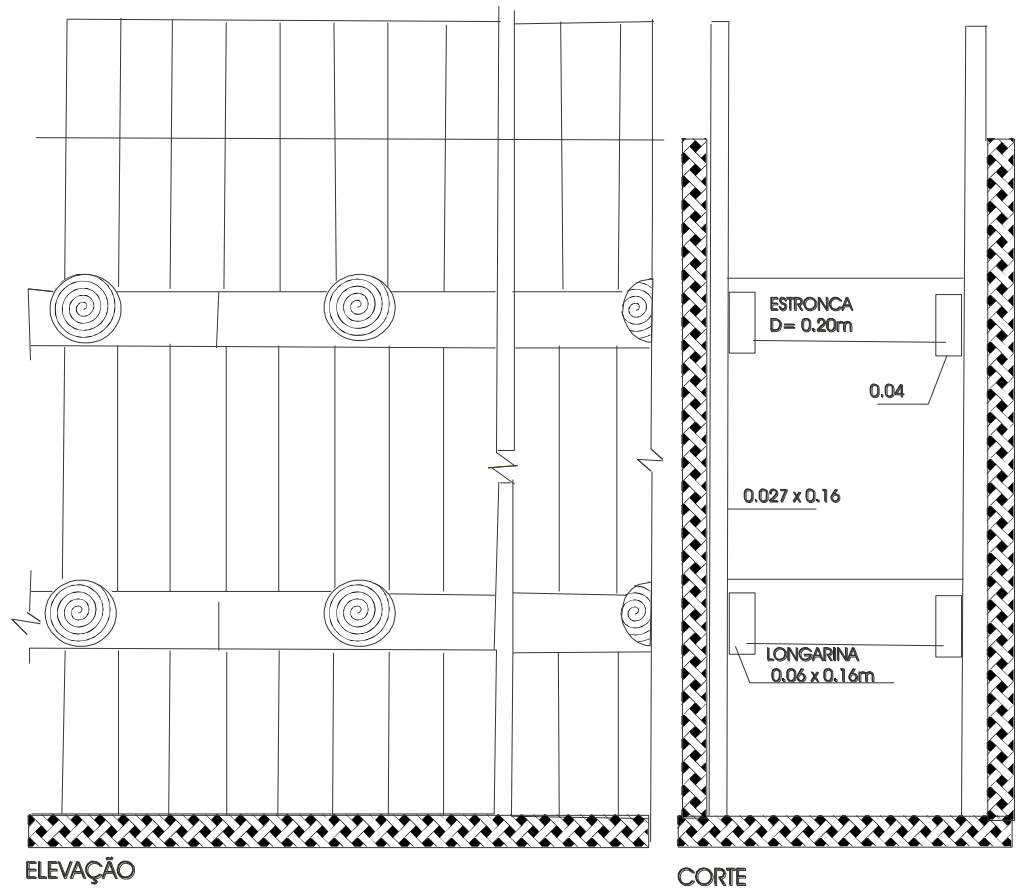 ESTRONCA
D= 0.20m
0.04
0.027 x 0.16
LONGARINA
0.06 x 0.16m
ELEVAÇÃO
CORTE